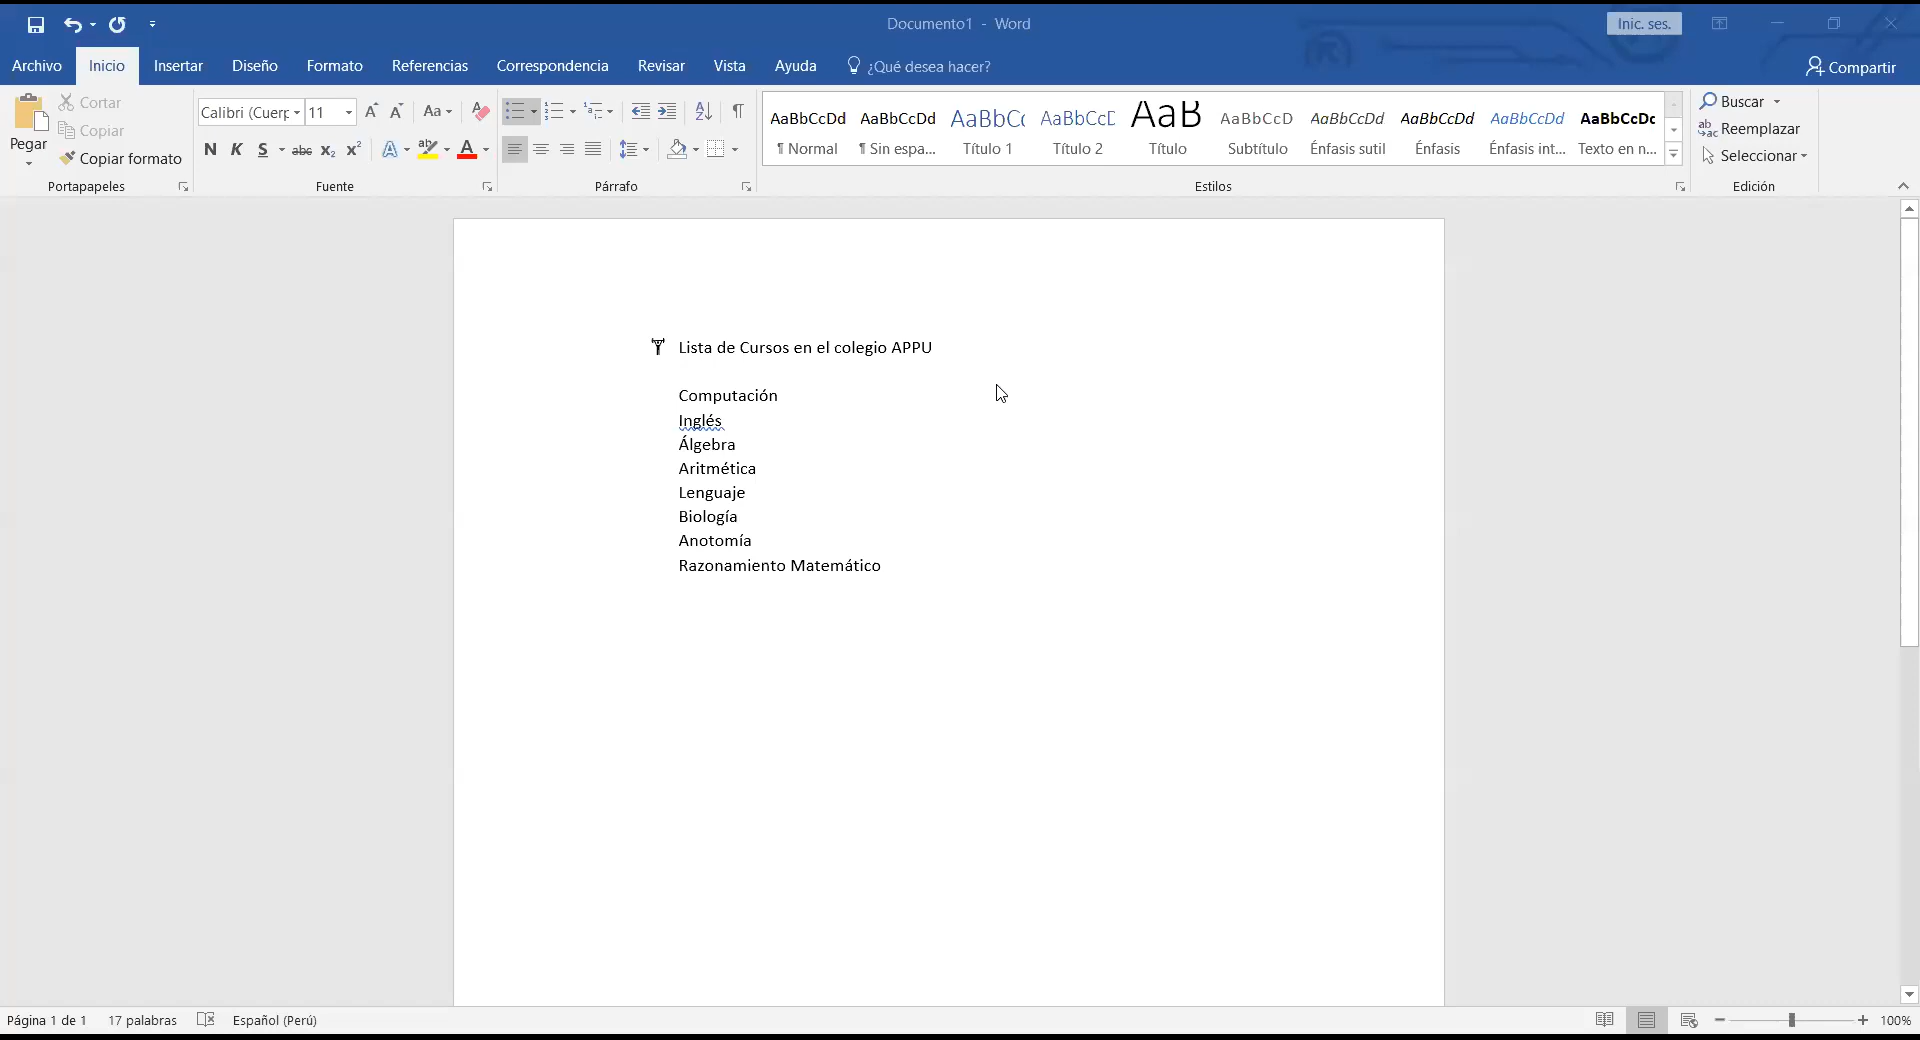 Documento1 - Word
Inic. ses.
Archivo Inicio Insertar Diseño Formato Referencias Correspondencia Revisar Vista Ayuda ¿Qué desea hacer? Compartir
Pegar
Cortar
Copiar
Copiar formato
Portapapeles
Calibri (Cuerp 11 Aa
N K S abc x₂ x² A ab A
Fuente
Párrafo
AaBbCcDd AaBbCcDd AaBbCc AaBbCcD AaB AaBbCcD AaBbCcDd AaBbCcDd AaBbCcDd AaBbCcDc
¶ Normal ¶ Sin espa... Título 1 Título 2 Título Subtítulo Énfasis sutil Énfasis Énfasis int... Texto en n...
Estilos
Buscar
Reemplazar
Seleccionar
Edición
Lista de Cursos en el colegio APPU
Computación
Inglés
Álgebra
Aritmética
Lenguaje
Biología
Anotomía
Razonamiento Matemático
Página 1 de 1 17 palabras Español (Perú) 100%